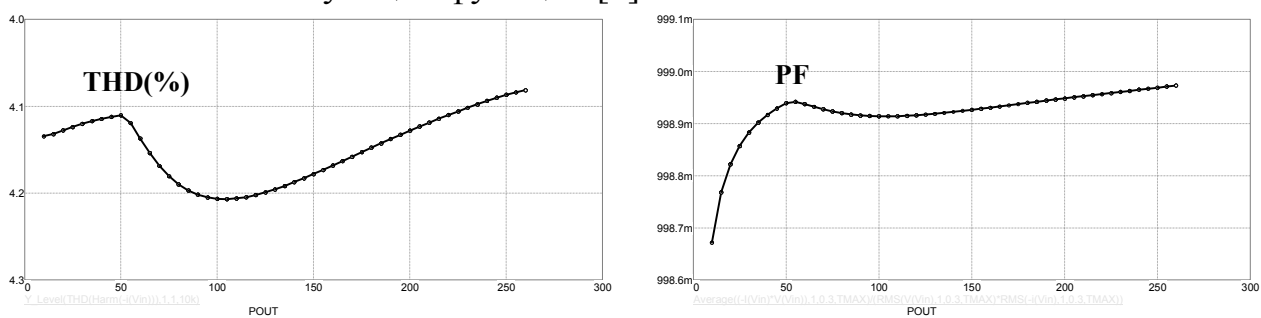 THD(%)
4.0
4.1
4.2
4.3
0 50 100 150 200 250 300
Y_Level(THD(Harm(-i(Vin))),1,1,10k)
POUT
PF
999.1m
999.0m
998.9m
998.8m
998.7m
998.6m
0 50 100 150 200 250 300
Average((-I(Vin)*V(Vin)),1,0.3,TMAX)/(RMS(V(Vin),1,0.3,TMAX)*RMS(-i(Vin),1,0.3,TMAX))
POUT